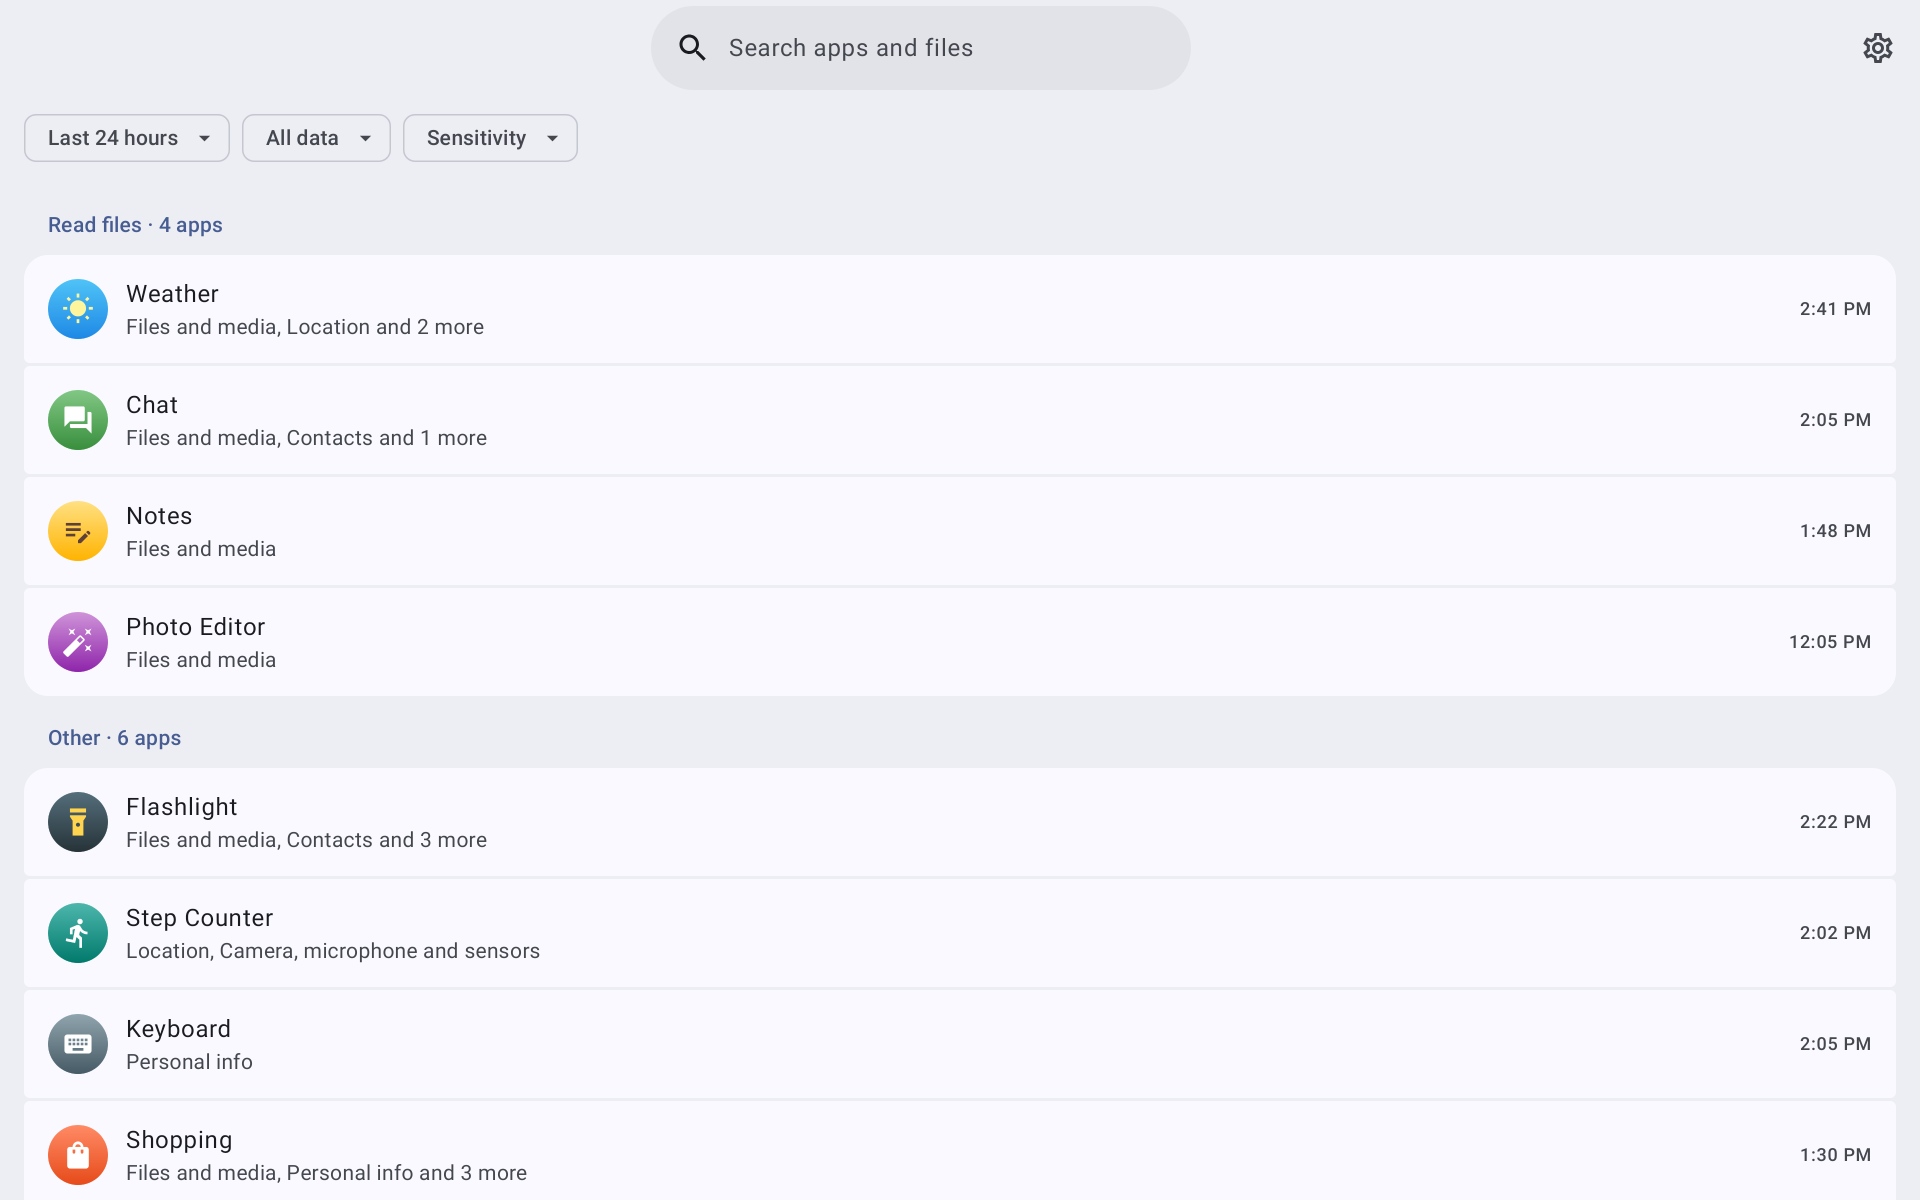 Search apps and files
Last 24 hours
All data
Sensitivity
Read files · 4 apps
Weather
Files and media, Location and 2 more
2:41 PM
Chat
Files and media, Contacts and 1 more
2:05 PM
Notes
Files and media
1:48 PM
Photo Editor
Files and media
12:05 PM
Other · 6 apps
Flashlight
Files and media, Contacts and 3 more
2:22 PM
Step Counter
Location, Camera, microphone and sensors
2:02 PM
Keyboard
Personal info
2:05 PM
Shopping
Files and media, Personal info and 3 more
1:30 PM